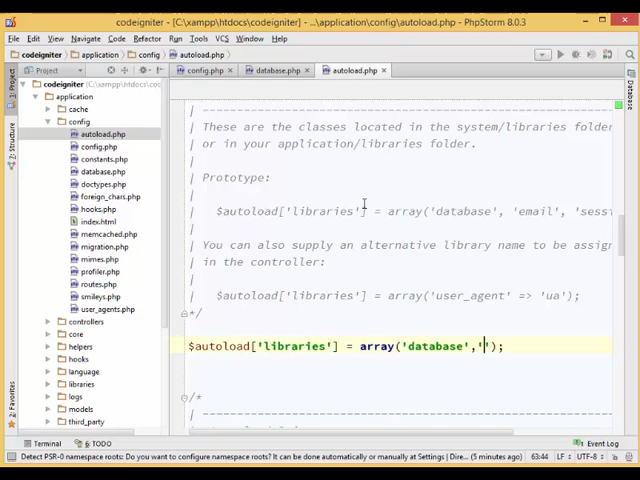 codeigniter - [C:\xampp\htdocs\codeigniter] - ...\application\config\autoload.php - PhpStorm 8.0.3
File Edit View Navigate Code Refactor Run Tools VCS Window Help
codeigniter application config autoload.php
Project
config.php database.php autoload.php
codeigniter
application
cache
config
autoload.php
config.php
constants.php
database.php
doctypes.php
foreign_chars.php
hooks.php
index.html
memcached.php
migration.php
mimes.php
profiler.php
routes.php
smileys.php
user_agents.php
controllers
core
helpers
hooks
language
libraries
logs
models
third_party
1: Project
7: Structure
2: Favorites
Database
| -------------------------------------------------------------------
| These are the classes located in the system/libraries folder
| or in your application/libraries folder.
|
| Prototype:
|
|   $autoload['libraries'] = array('database', 'email', 'sess
|
| You can also supply an alternative library name to be assig
| in the controller:
|
|   $autoload['libraries'] = array('user_agent' => 'ua');
*/
$autoload['libraries'] = array('database','');
/*
| -------------------------------------------------------------------
Terminal 6: TODO Event Log
Detect PSR-0 namespace roots: Do you want to configure namespace roots? It can be done automatically or manually at Settings | Dire... (5 minutes ago) 63:44 LF UTF-8